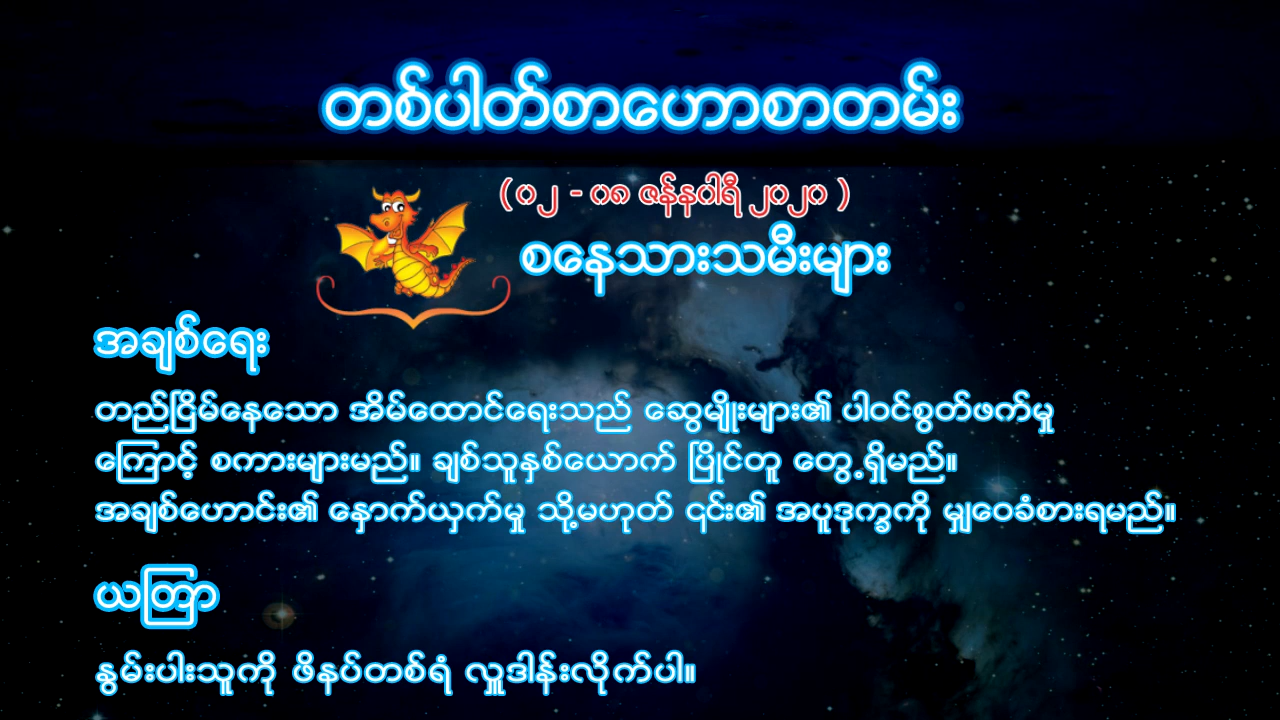 တစ်ပါတ်စာဟောစာတမ်း
( ၀၂ - ၀၈ ဇန်နဝါရီ ၂၀၂၀ )
စနေသားသမီးများ
အချစ်ရေး
တည်ငြိမ်နေသော အိမ်ထောင်ရေးသည် ဆွေမျိုးများ၏ ပါဝင်စွတ်ဖက်မှု
ကြောင့် စကားများမည်။ ချစ်သူနှစ်ယောက် ပြိုင်တူ တွေ့ရှိမည်။
အချစ်ဟောင်း၏ နှောက်ယှက်မှု သို့မဟုတ် ၎င်း၏ အပူဒုက္ခကို မျှဝေခံစားရမည်။
ယတြာ
နွမ်းပါးသူကို ဖိနပ်တစ်ရံ လှူဒါန်းလိုက်ပါ။